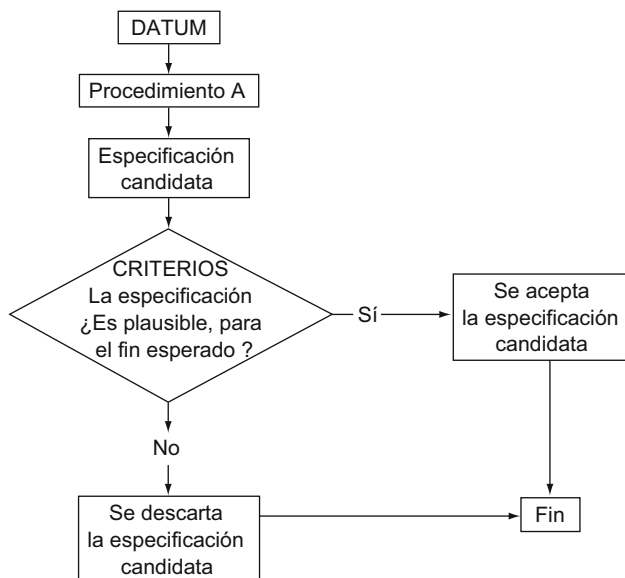 DATUM
Procedimiento A
Especificación
candidata
CRITERIOS
La especificación
¿Es plausible, para
el fin esperado ?
Sí
Se acepta
la especificación
candidata
No
Se descarta
la especificación
candidata
Fin